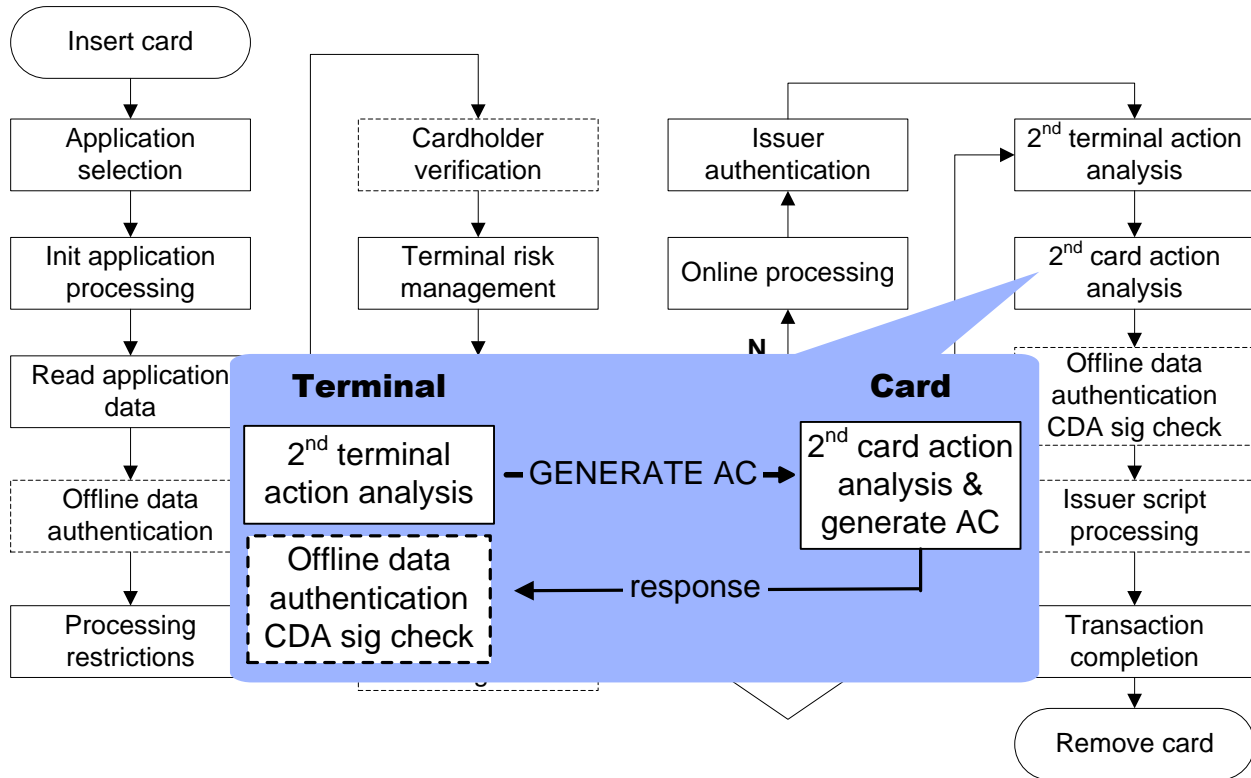 Insert card
Application
selection
Init application
processing
Read application
data
Offline data
authentication
Processing
restrictions
Cardholder
verification
Terminal risk
management
Issuer
authentication
Online processing
N
2nd terminal action
analysis
2nd card action
analysis
Offline data
authentication
CDA sig check
Issuer script
processing
Transaction
completion
Remove card
Terminal
Card
2nd terminal
action analysis
GENERATE AC
2nd card action
analysis &
generate AC
Offline data
authentication
CDA sig check
response